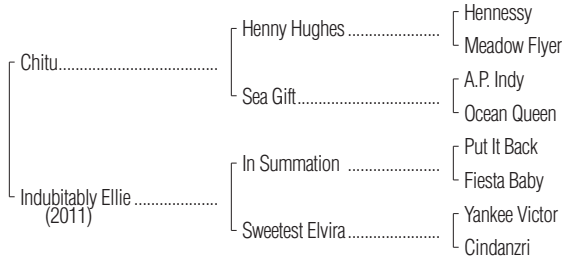 Hennessy
Henny Hughes ....................
Meadow Flyer
Chitu...................................
A.P. Indy
Sea Gift...............................
Ocean Queen
Put It Back
In Summation ....................
Fiesta Baby
Indubitably Ellie ..................
(2011)
Yankee Victor
Sweetest Elvira....................
Cindanzri